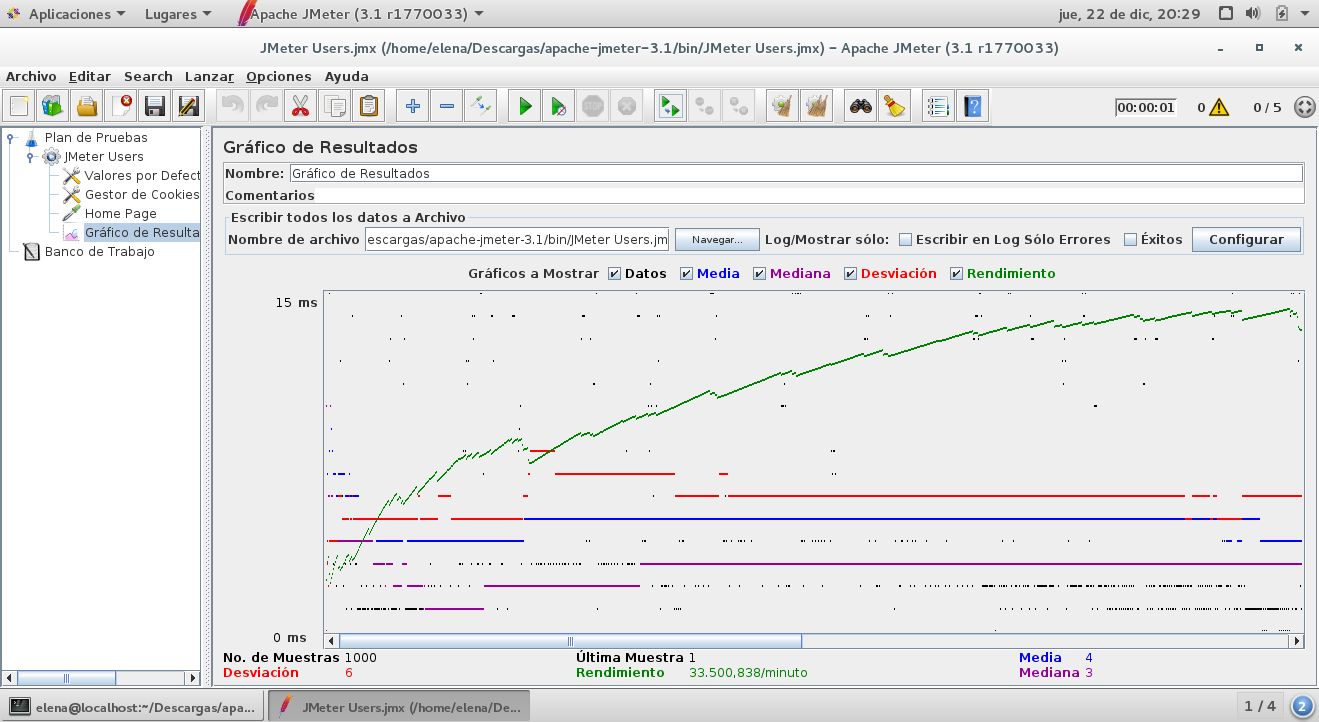 Aplicaciones Lugares Apache JMeter (3.1 r1770033) jue, 22 de dic, 20:29
JMeter Users.jmx (/home/elena/Descargas/apache-jmeter-3.1/bin/JMeter Users.jmx) - Apache JMeter (3.1 r1770033)
Archivo Editar Search Lanzar Opciones Ayuda
00:00:01 0 0 / 5
Plan de Pruebas
JMeter Users
Valores por Defect
Gestor de Cookies
Home Page
Gráfico de Resulta
Banco de Trabajo
Gráfico de Resultados
Nombre: Gráfico de Resultados
Comentarios
Escribir todos los datos a Archivo
Nombre de archivo escargas/apache-jmeter-3.1/bin/JMeter Users.jm Navegar... Log/Mostrar sólo: Escribir en Log Sólo Errores Éxitos Configurar
Gráficos a Mostrar Datos Media Mediana Desviación Rendimiento
15 ms
0 ms
No. de Muestras 1000 Última Muestra 1 Media 4
Desviación 6 Rendimiento 33.500,838/minuto Mediana 3
elena@localhost:~/Descargas/apa... JMeter Users.jmx (/home/elena/De... 1 / 4 2